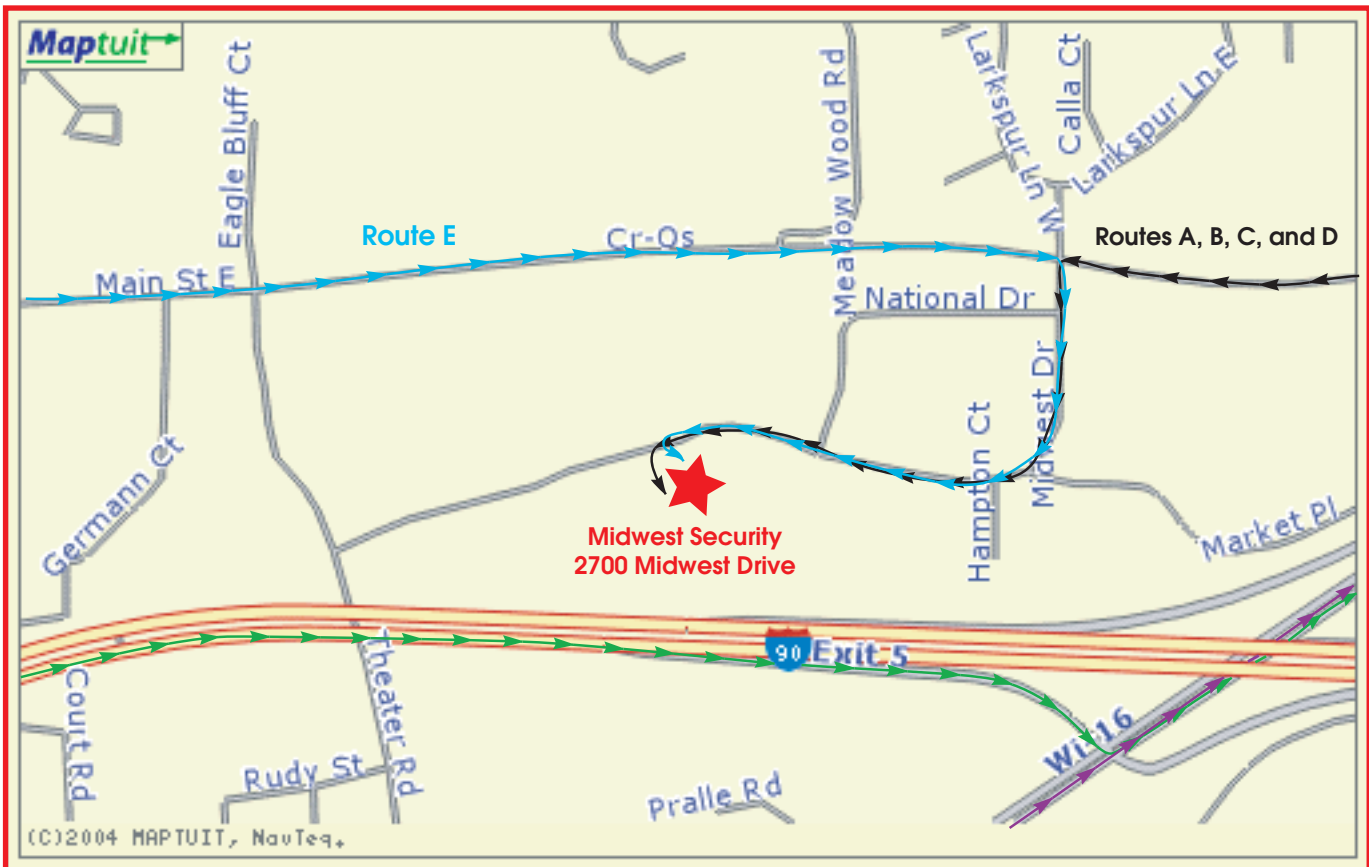 Maptuit
Eagle Bluff Ct
Meadow Wood Rd
Larkspur Ln W
Calla Ct
Larkspur Ln E
Route E
Cr-Os
Routes A, B, C, and D
Main St E
National Dr
Midwest Dr
Hampton Ct
Germann Ct
Midwest Security
2700 Midwest Drive
Market Pl
90
Exit 5
Theater Rd
Court Rd
Wi-16
Rudy St
Pralle Rd
(C)2004 MAPTUIT, NavTeq.